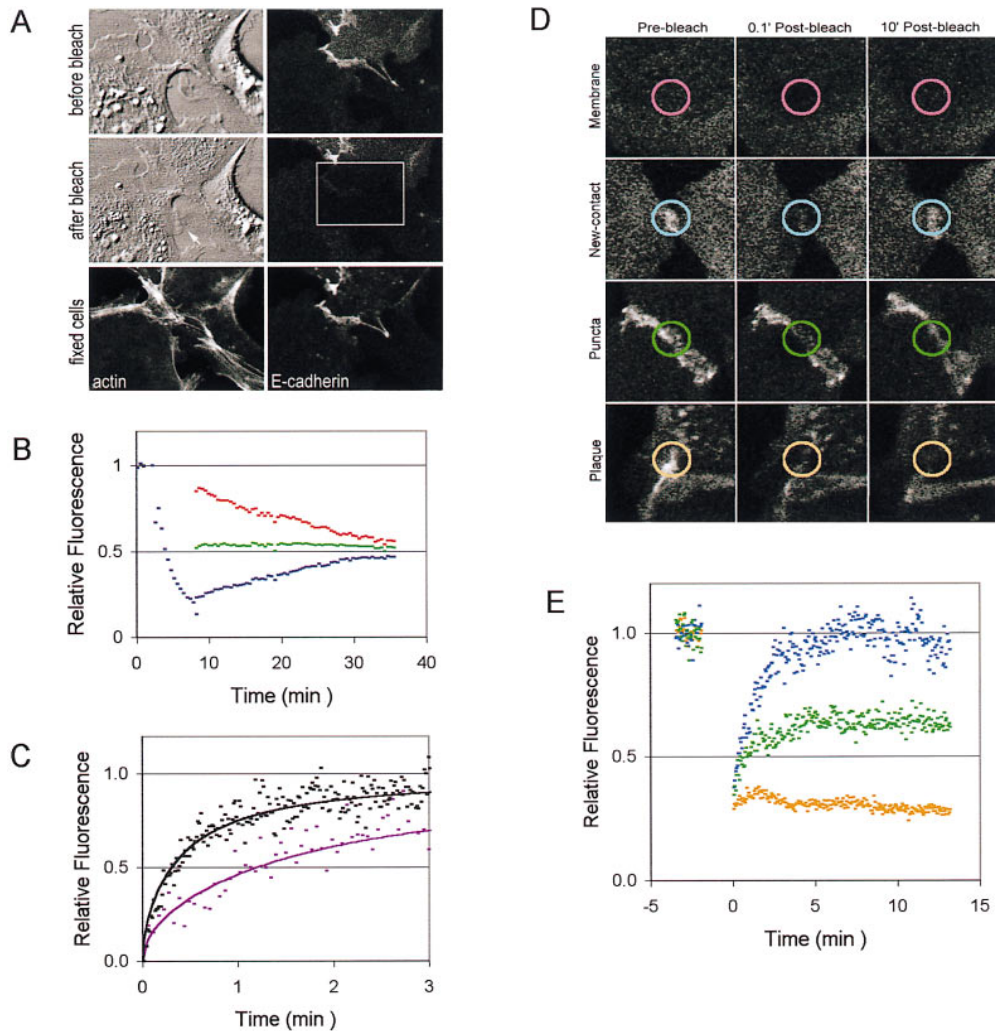 A
before bleach
after bleach
fixed cells
actin
E-cadherin
B
Relative Fluorescence
1
0.5
0
0 10 20 30 40
Time (min)
C
Relative Fluorescence
1.0
0.5
0.0
0 1 2 3
Time (min )
D
Pre-bleach 0.1' Post-bleach 10' Post-bleach
Membrane
New-contact
Puncta
Plaque
E
Relative Fluorescence
1.0
0.5
0.0
-5 0 5 10 15
Time (min )